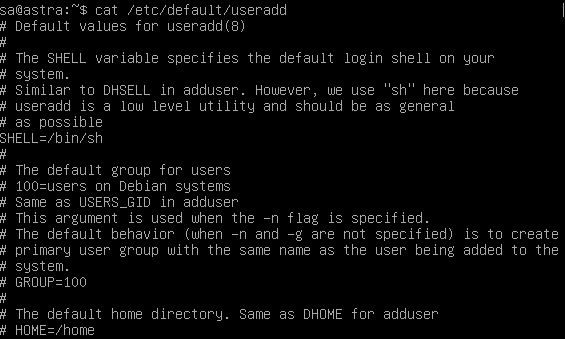 sa@astra:~$ cat /etc/default/useradd
# Default values for useradd(8)
#
# The SHELL variable specifies the default login shell on your
# system.
# Similar to DHSELL in adduser. However, we use "sh" here because
# useradd is a low level utility and should be as general
# as possible
SHELL=/bin/sh
#
# The default group for users
# 100=users on Debian systems
# Same as USERS_GID in adduser
# This argument is used when the -n flag is specified.
# The default behavior (when -n and -g are not specified) is to create
# primary user group with the same name as the user being added to the
# system.
# GROUP=100
#
# The default home directory. Same as DHOME for adduser
# HOME=/home